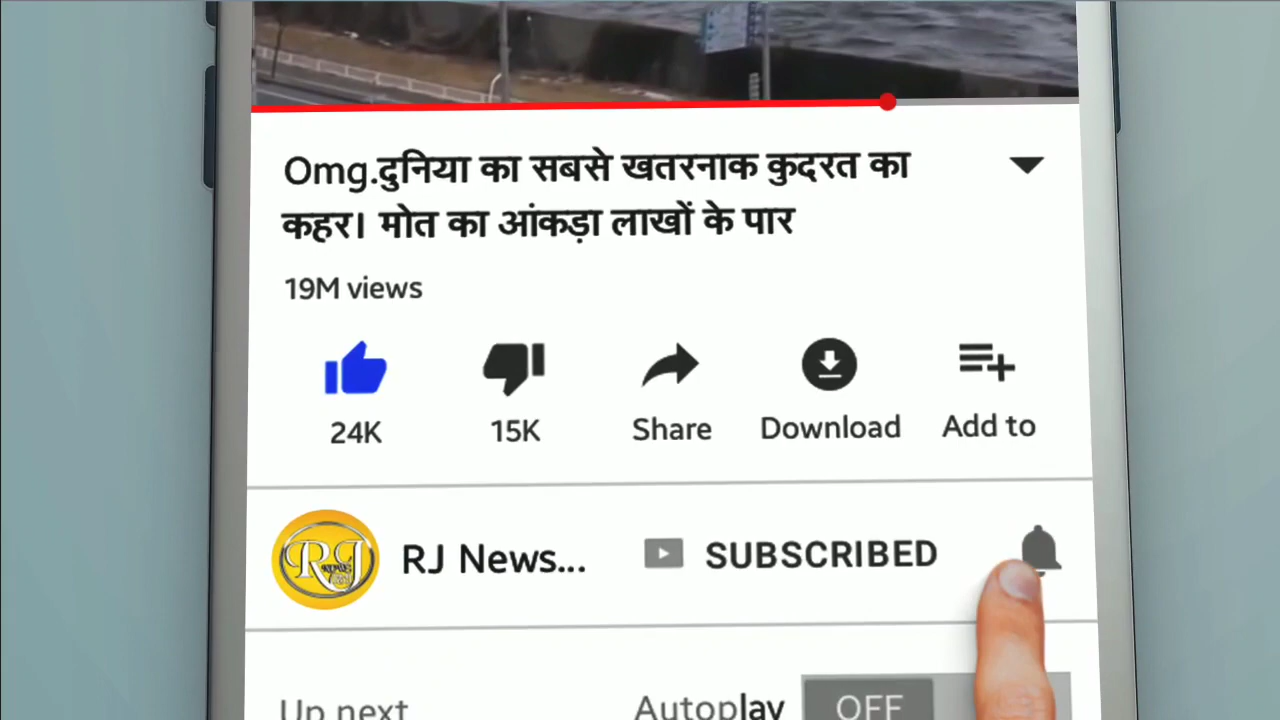 Omg.दुनिया का सबसे खतरनाक कुदरत का
कहर। मोत का आंकड़ा लाखों के पार
19M views
24K
15K
Share
Download
Add to
RJ
RJ News...
SUBSCRIBED
Up next
Autoplay
OFF